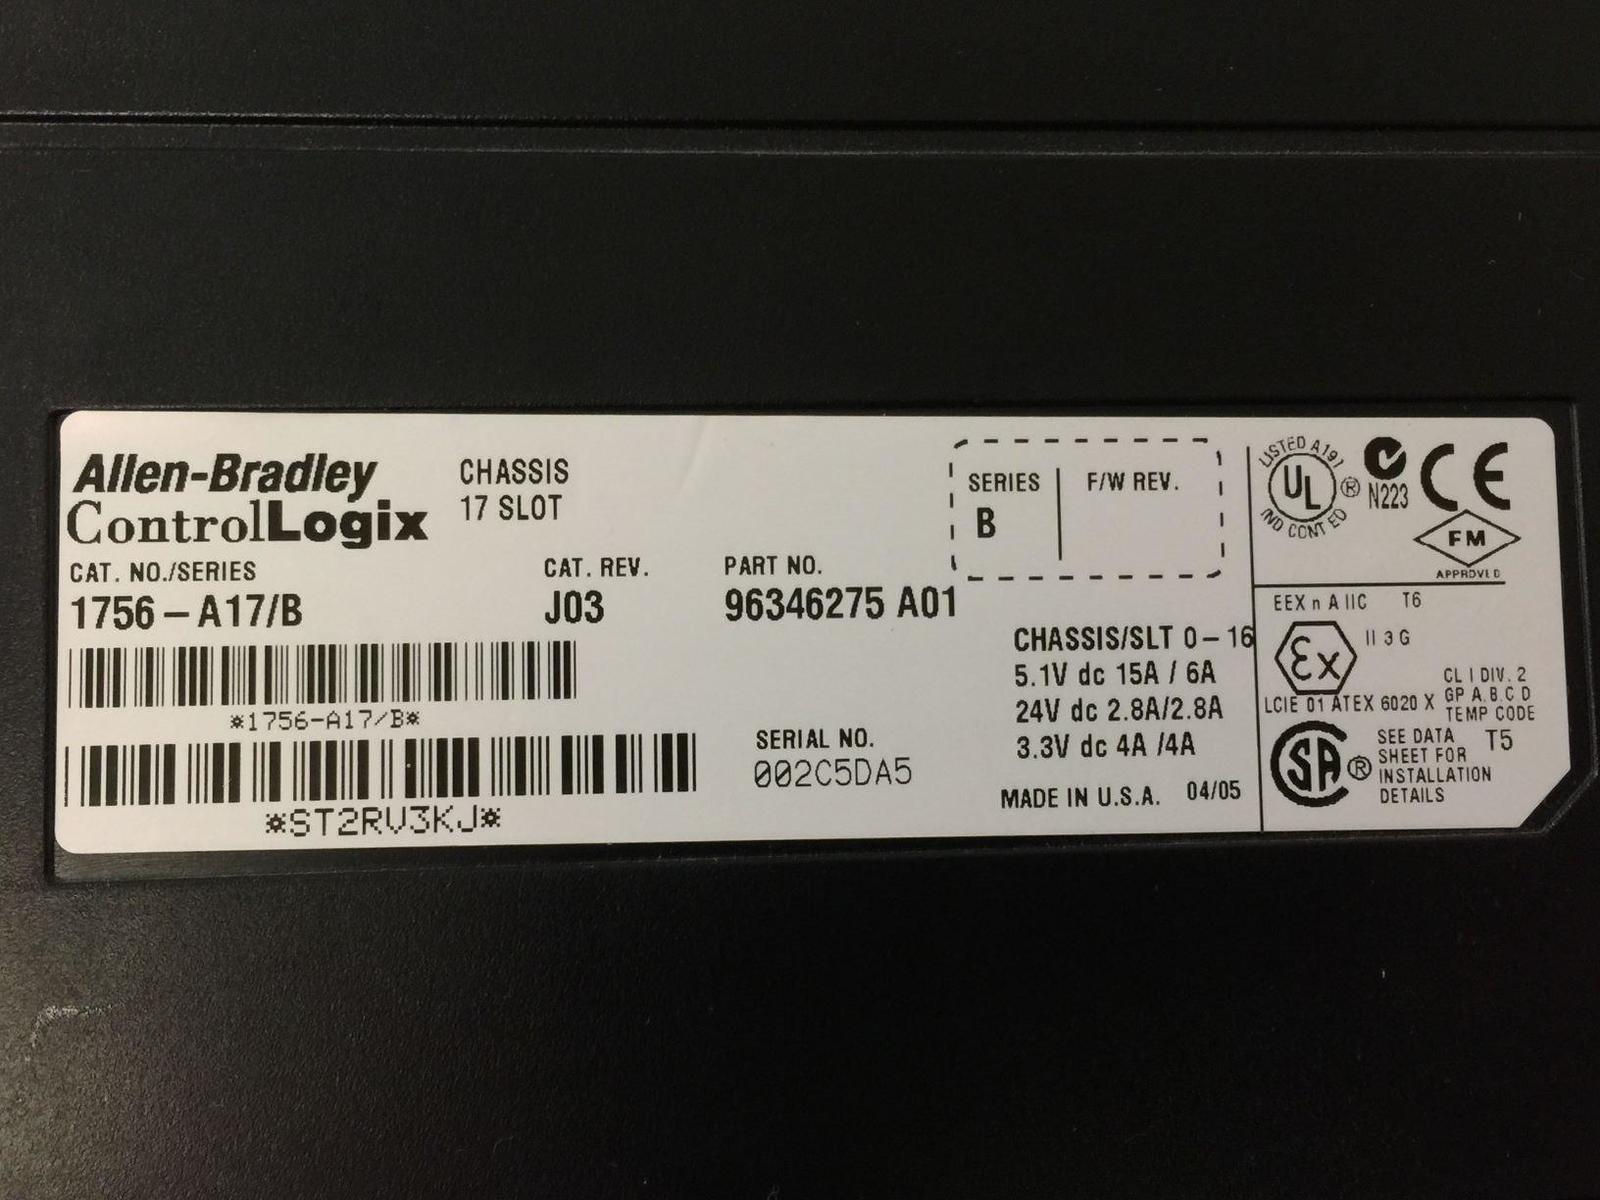 Allen-Bradley
ControlLogix
CHASSIS
17 SLOT
CAT. NO./SERIES
1756-A17/B
CAT. REV.
J03
PART NO.
96346275 A01
*1756-A17/B*
*ST2RV3KJ*
SERIAL NO.
002C5DA5
SERIES
B
F/W REV.
CHASSIS/SLT 0-16
5.1V dc 15A / 6A
24V dc 2.8A/2.8A
3.3V dc 4A /4A
MADE IN U.S.A. 04/05
LISTED A197
UL ®
IND CONT EQ
N223
CE
FM
APPROVED
EEX n A IIC T6
Ex
II 3 G
LCIE 01 ATEX 6020 X
CL I DIV. 2
GP A,B,C,D
TEMP CODE
T5
SA ®
SEE DATA
SHEET FOR
INSTALLATION
DETAILS